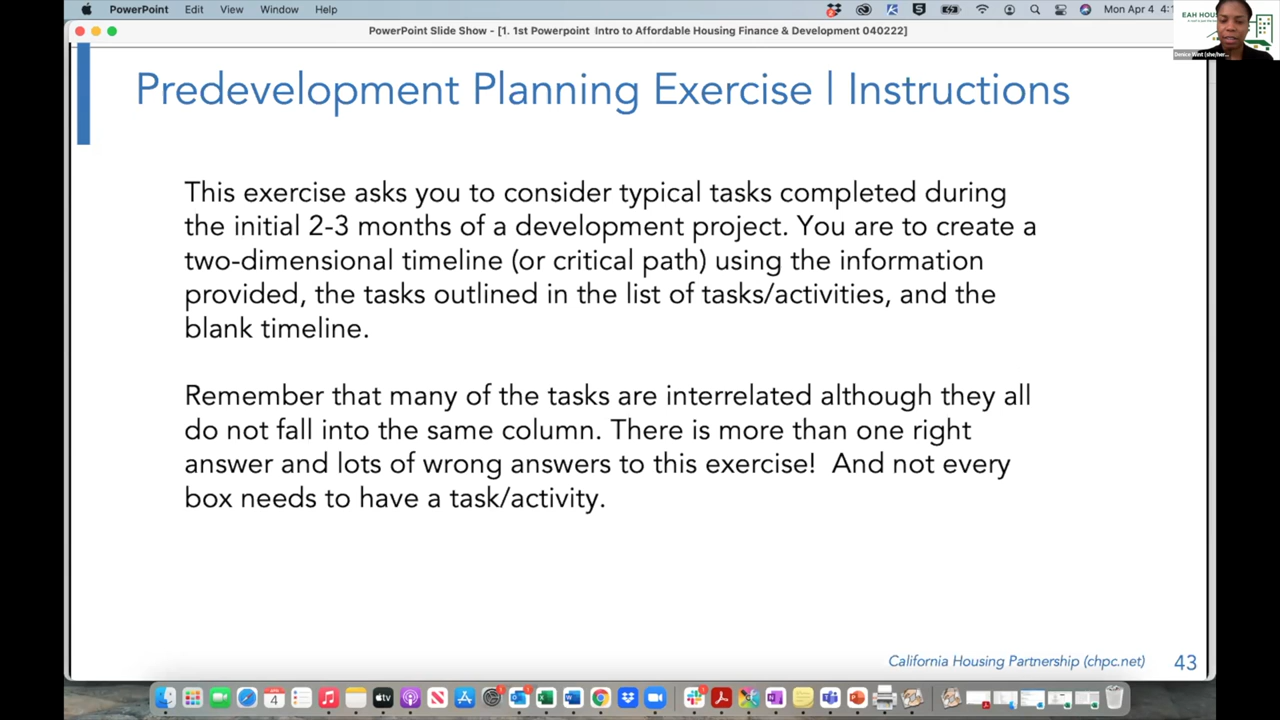 PowerPoint Edit View Window Help
Mon Apr 4 4:1
PowerPoint Slide Show - [1. 1st Powerpoint Intro to Affordable Housing Finance & Development 040222]
EAH HOUS
Predevelopment Planning Exercise | Instructions
This exercise asks you to consider typical tasks completed during
the initial 2-3 months of a development project. You are to create a
two-dimensional timeline (or critical path) using the information
provided, the tasks outlined in the list of tasks/activities, and the
blank timeline.
Remember that many of the tasks are interrelated although they all
do not fall into the same column. There is more than one right
answer and lots of wrong answers to this exercise! And not every
box needs to have a task/activity.
California Housing Partnership (chpc.net) 43